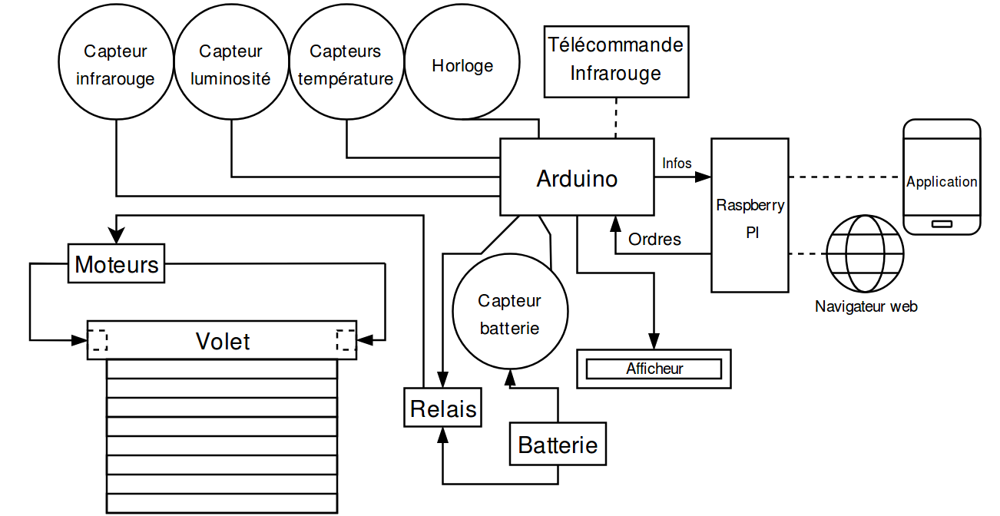 Capteur
infrarouge
Capteur
luminosité
Capteurs
température
Horloge
Télécommande
Infrarouge
Arduino
Infos
Raspberry
PI
Application
Ordres
Navigateur web
Moteurs
Volet
Capteur
batterie
Afficheur
Relais
Batterie